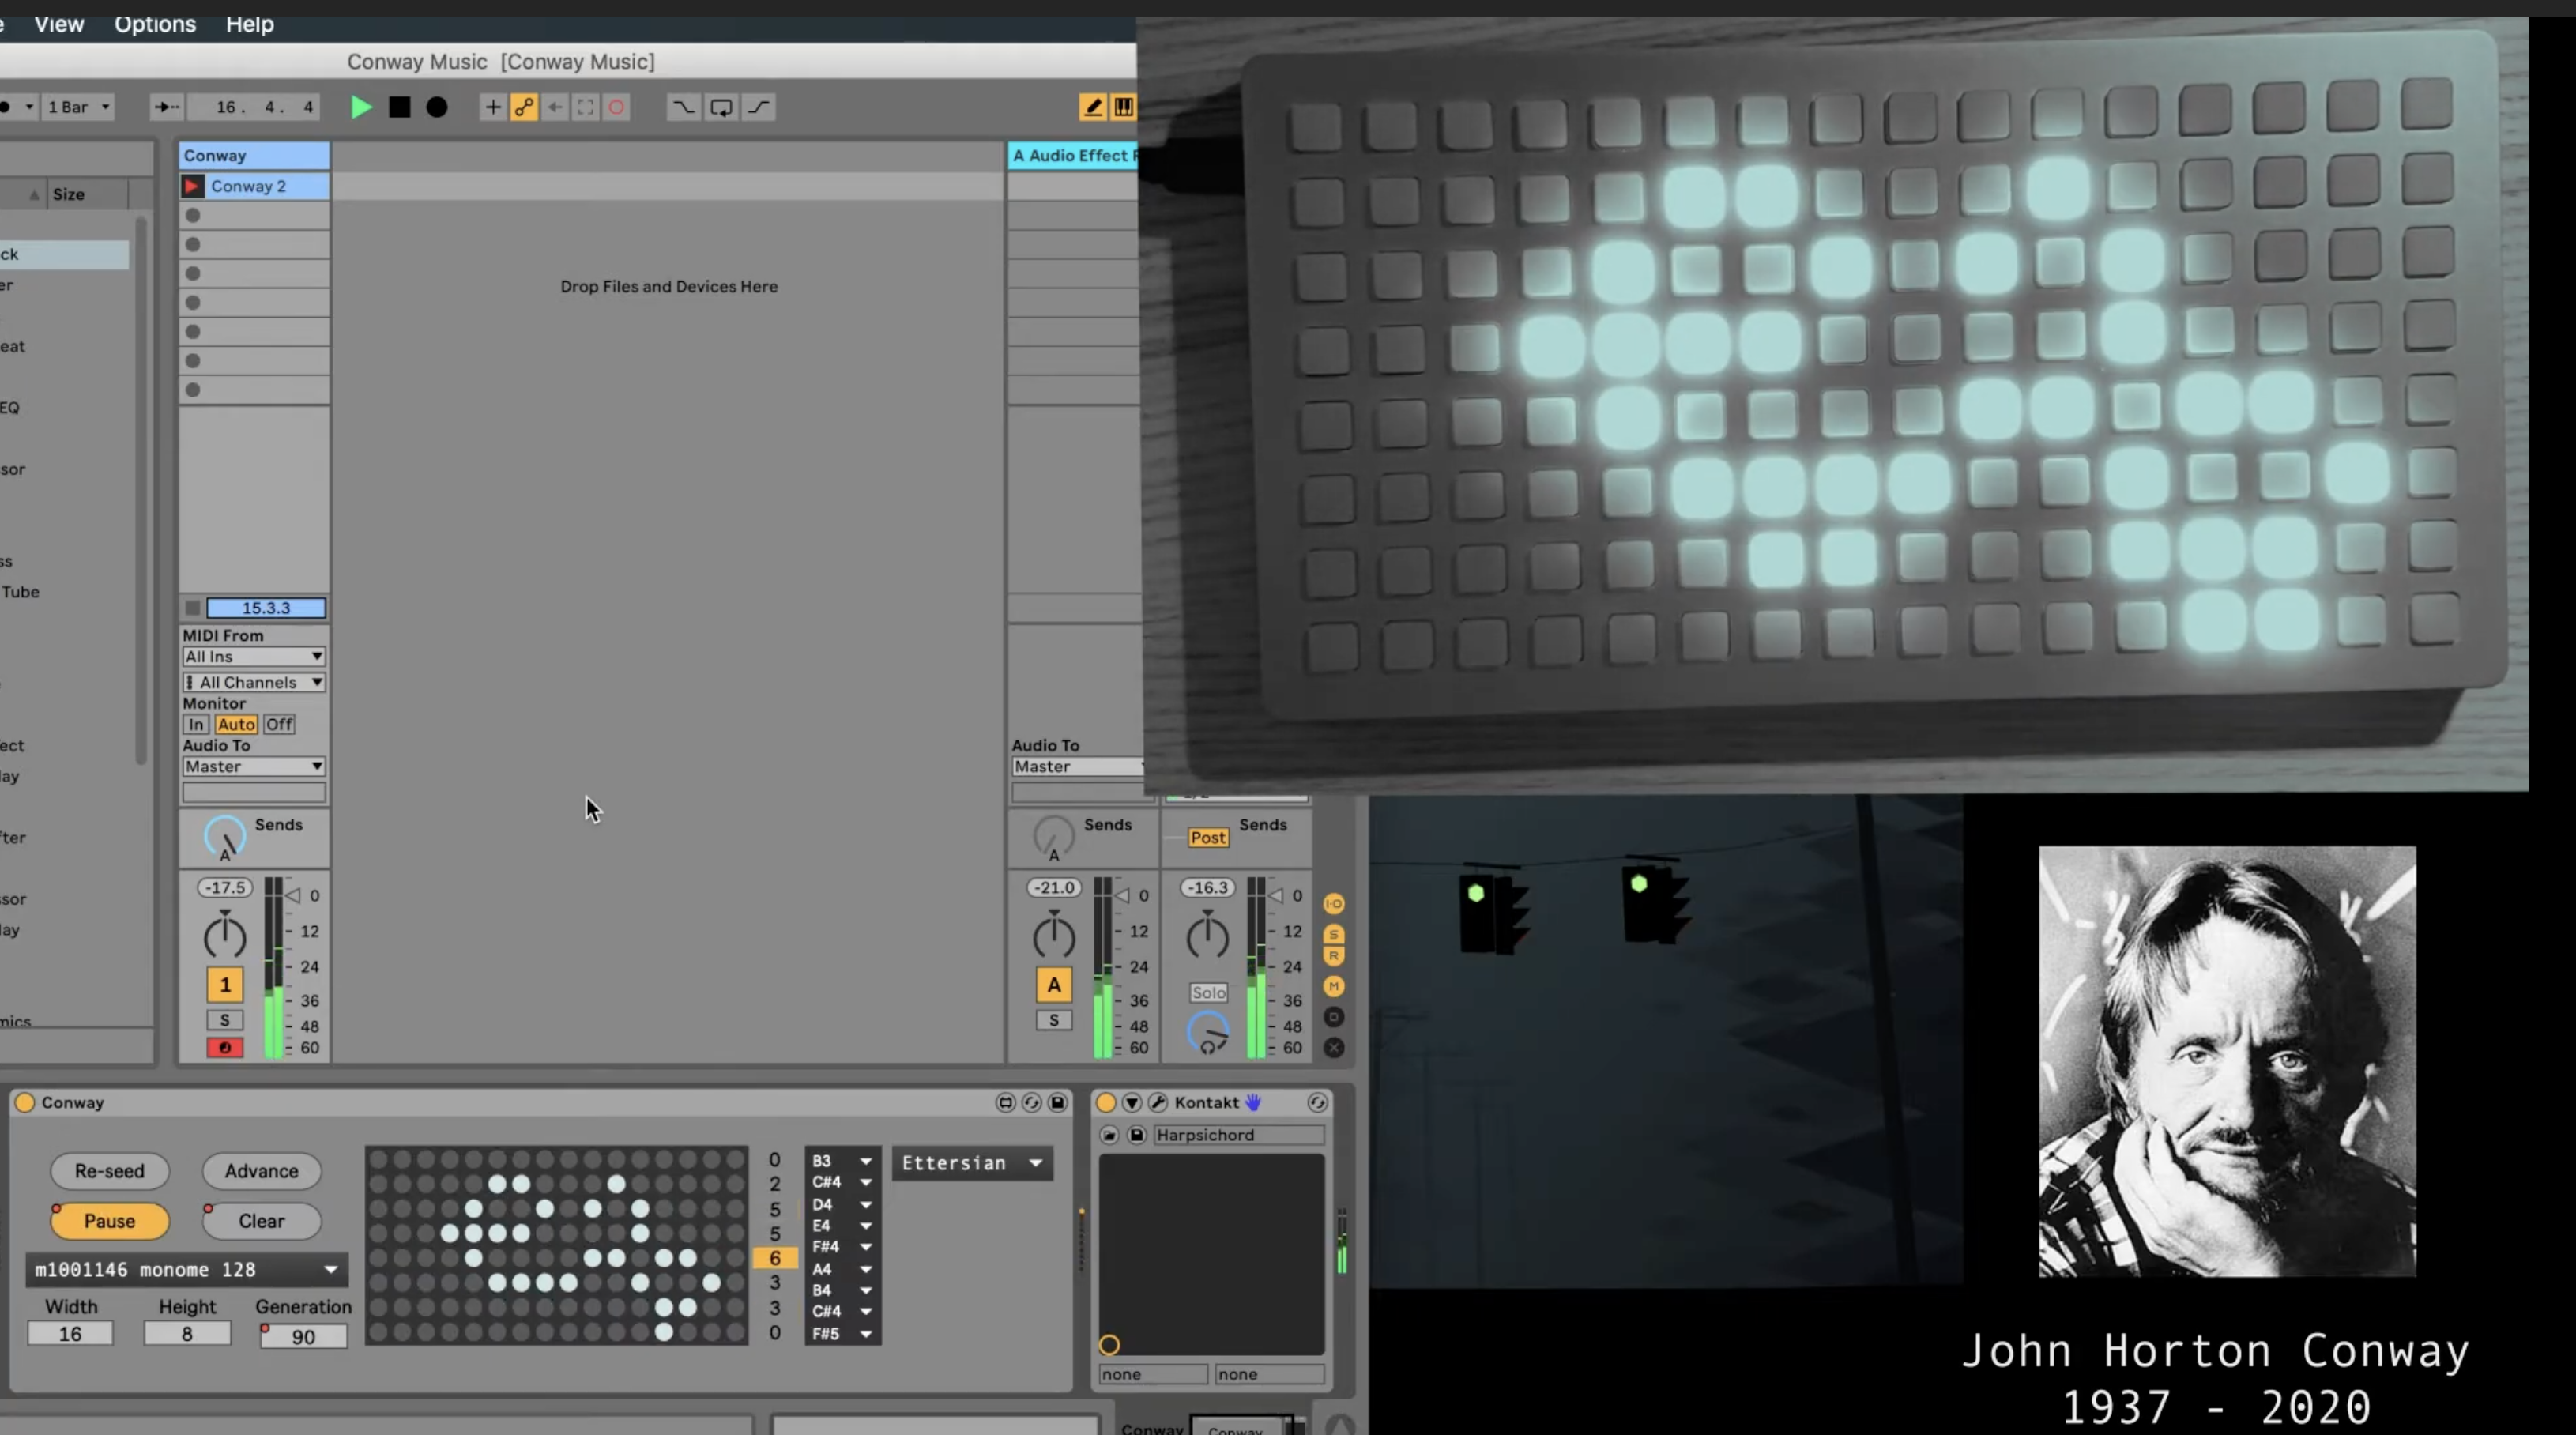 View Options Help
Conway Music [Conway Music]
1 Bar
16. 4. 4
Conway
A Audio Effect
Size
Conway 2
ck
er
Drop Files and Devices Here
eat
EQ
sor
ss
Tube
15.3.3
MIDI From
All Ins
All Channels
Monitor
In Auto Off
Audio To
Master
Audio To
Master
ect
lay
fter
ssor
lay
mics
Sends
A
Sends
A
Post
Sends
-17.5
0
12
24
36
48
60
1
S
-21.0
0
12
24
36
48
60
A
S
-16.3
0
12
24
36
48
60
Solo
I·O
S
R
M
D
X
Conway
Re-seed
Advance
Pause
Clear
m1001146 monome 128
Width Height Generation
16 8 90
0
2
5
5
6
3
3
0
B3
C#4
D4
E4
F#4
A4
B4
C#4
F#5
Ettersian
Kontakt
Harpsichord
none none
Conway
Conway
John Horton Conway
1937 - 2020